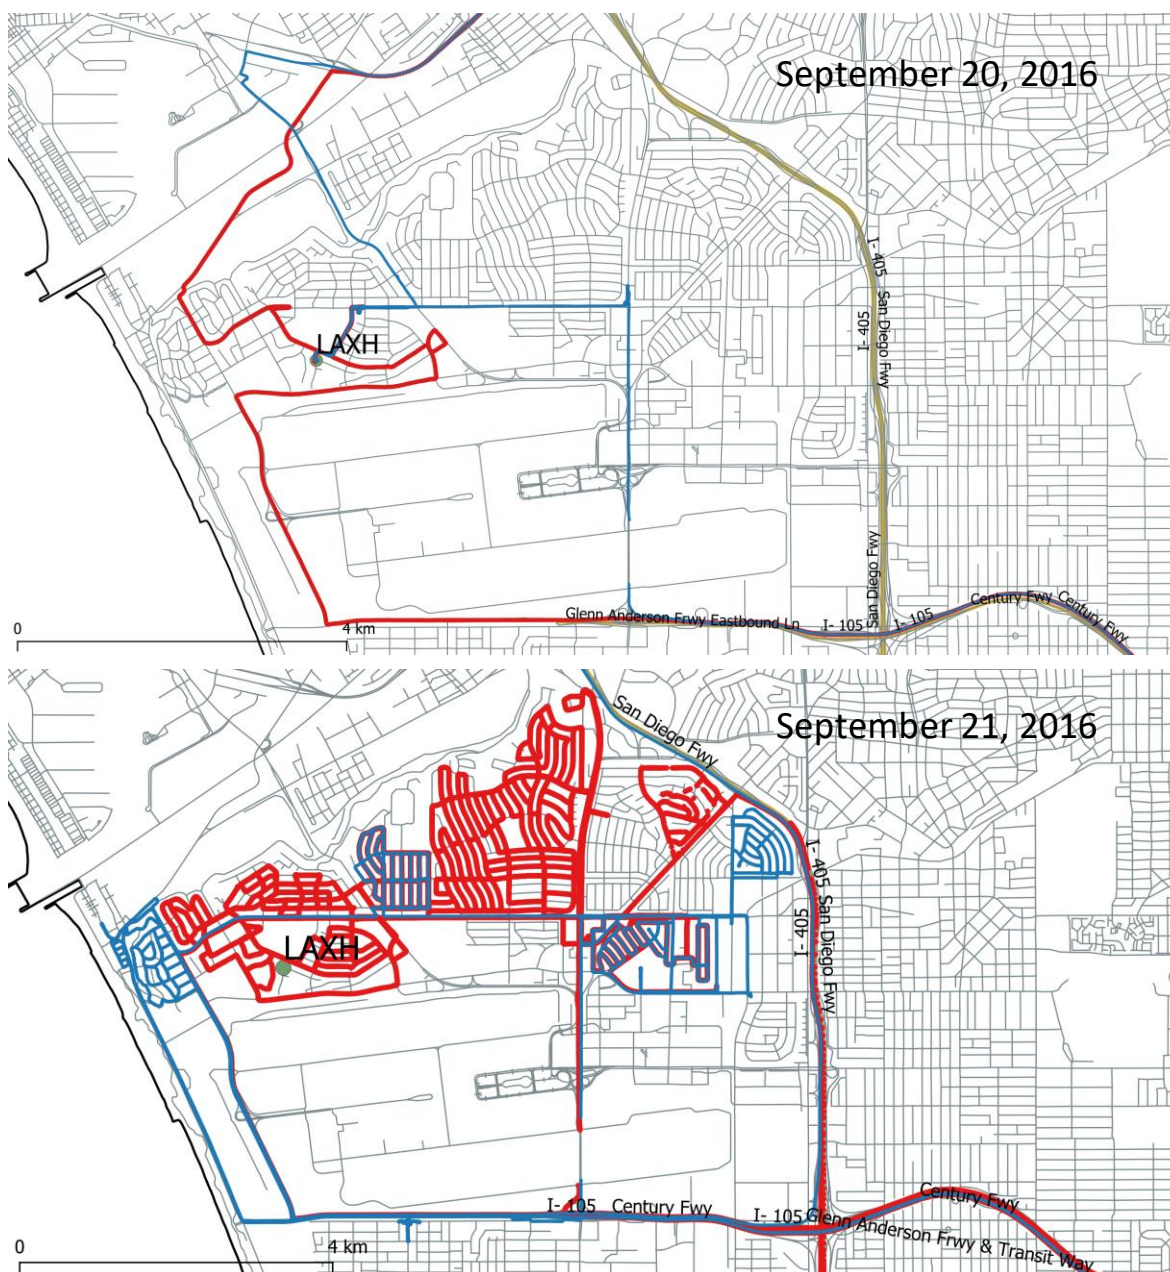 September 20, 2016
I- 405 San Diego Fwy
I- 405
LAXH
San Diego Fwy
Century Fwy Century Fwy
Glenn Anderson Frwy Eastbound Ln I- 105 I- 105
0 4 km
San Diego Fwy
September 21, 2016
I- 405 San Diego Fwy
I- 405
LAXH
Century Fwy
I- 105 Century Fwy I- 105 Glenn Anderson Frwy & Transit Way
0 4 km